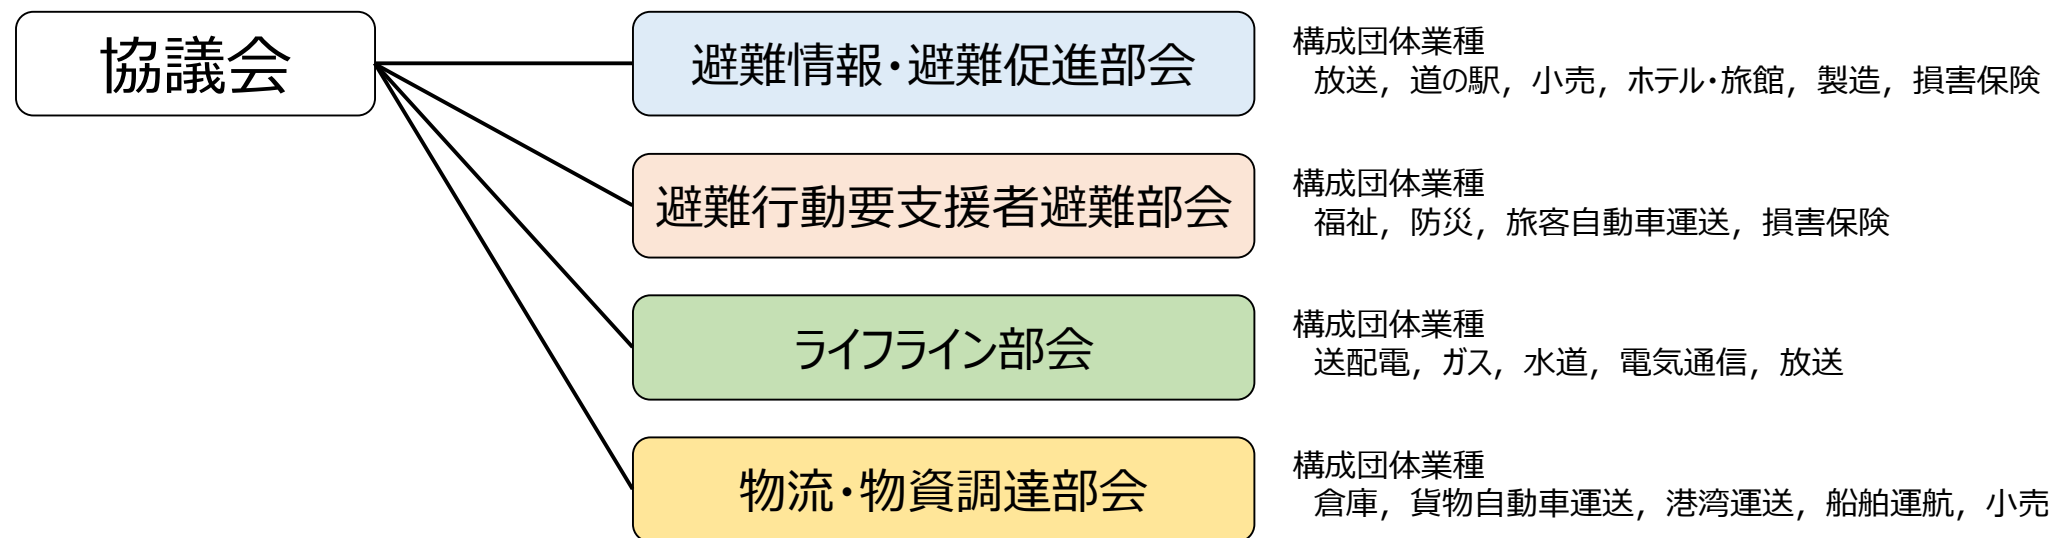 協議会
避難情報・避難促進部会
構成団体業種
放送，道の駅，小売，ホテル・旅館，製造，損害保険
避難行動要支援者避難部会
構成団体業種
福祉，防災，旅客自動車運送，損害保険
ライフライン部会
構成団体業種
送配電，ガス，水道，電気通信，放送
物流・物資調達部会
構成団体業種
倉庫，貨物自動車運送，港湾運送，船舶運航，小売